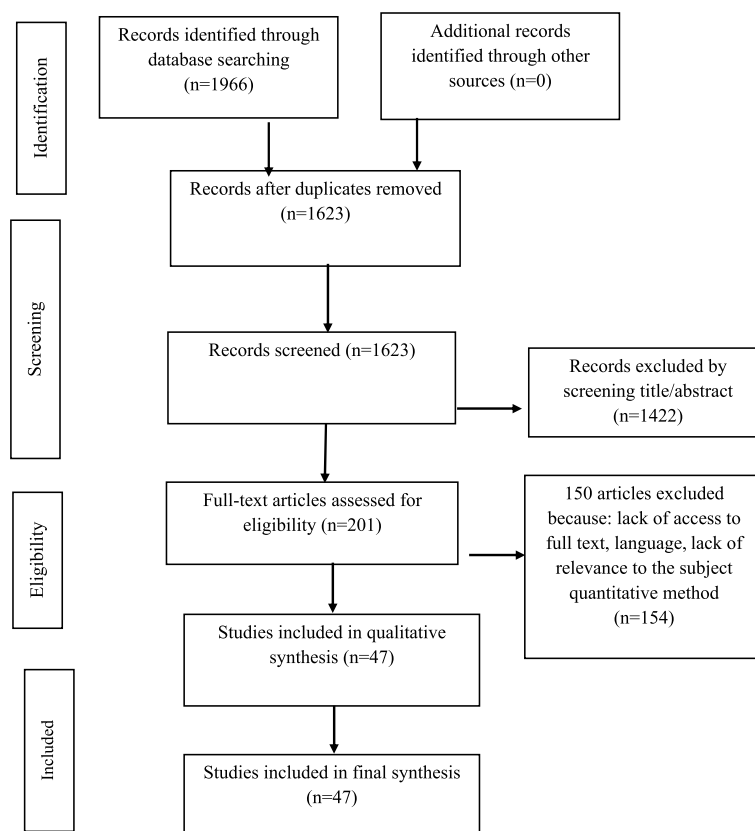 Identification
Records identified through
database searching
(n=1966)
Additional records
identified through other
sources (n=0)
Records after duplicates removed
(n=1623)
Screening
Records screened (n=1623)
Records excluded by
screening title/abstract
(n=1422)
Eligibility
Full-text articles assessed for
eligibility (n=201)
150 articles excluded
because: lack of access to
full text, language, lack of
relevance to the subject
quantitative method
(n=154)
Studies included in qualitative
synthesis (n=47)
Included
Studies included in final synthesis
(n=47)